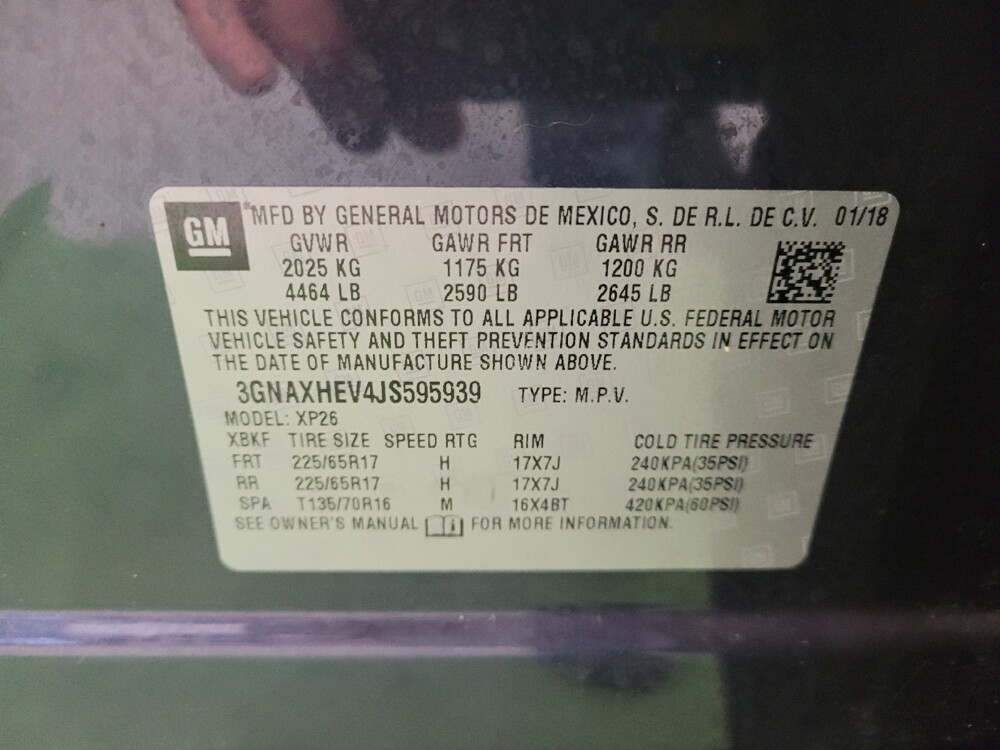 GM MFD BY GENERAL MOTORS DE MEXICO, S. DE R.L. DE C.V. 01/18
GVWR GAWR FRT GAWR RR
2025 KG 1175 KG 1200 KG
4464 LB 2590 LB 2645 LB
THIS VEHICLE CONFORMS TO ALL APPLICABLE U.S. FEDERAL MOTOR
VEHICLE SAFETY AND THEFT PREVENTION STANDARDS IN EFFECT ON
THE DATE OF MANUFACTURE SHOWN ABOVE.
3GNAXHEV4JS595939 TYPE: M.P.V.
MODEL: XP26
XBKF TIRE SIZE SPEED RTG RIM COLD TIRE PRESSURE
FRT 225/65R17 H 17X7J 240KPA(35PSI)
RR 225/65R17 H 17X7J 240KPA(35PSI)
SPA T135/70R16 M 16X4BT 420KPA(60PSI)
SEE OWNER'S MANUAL FOR MORE INFORMATION.